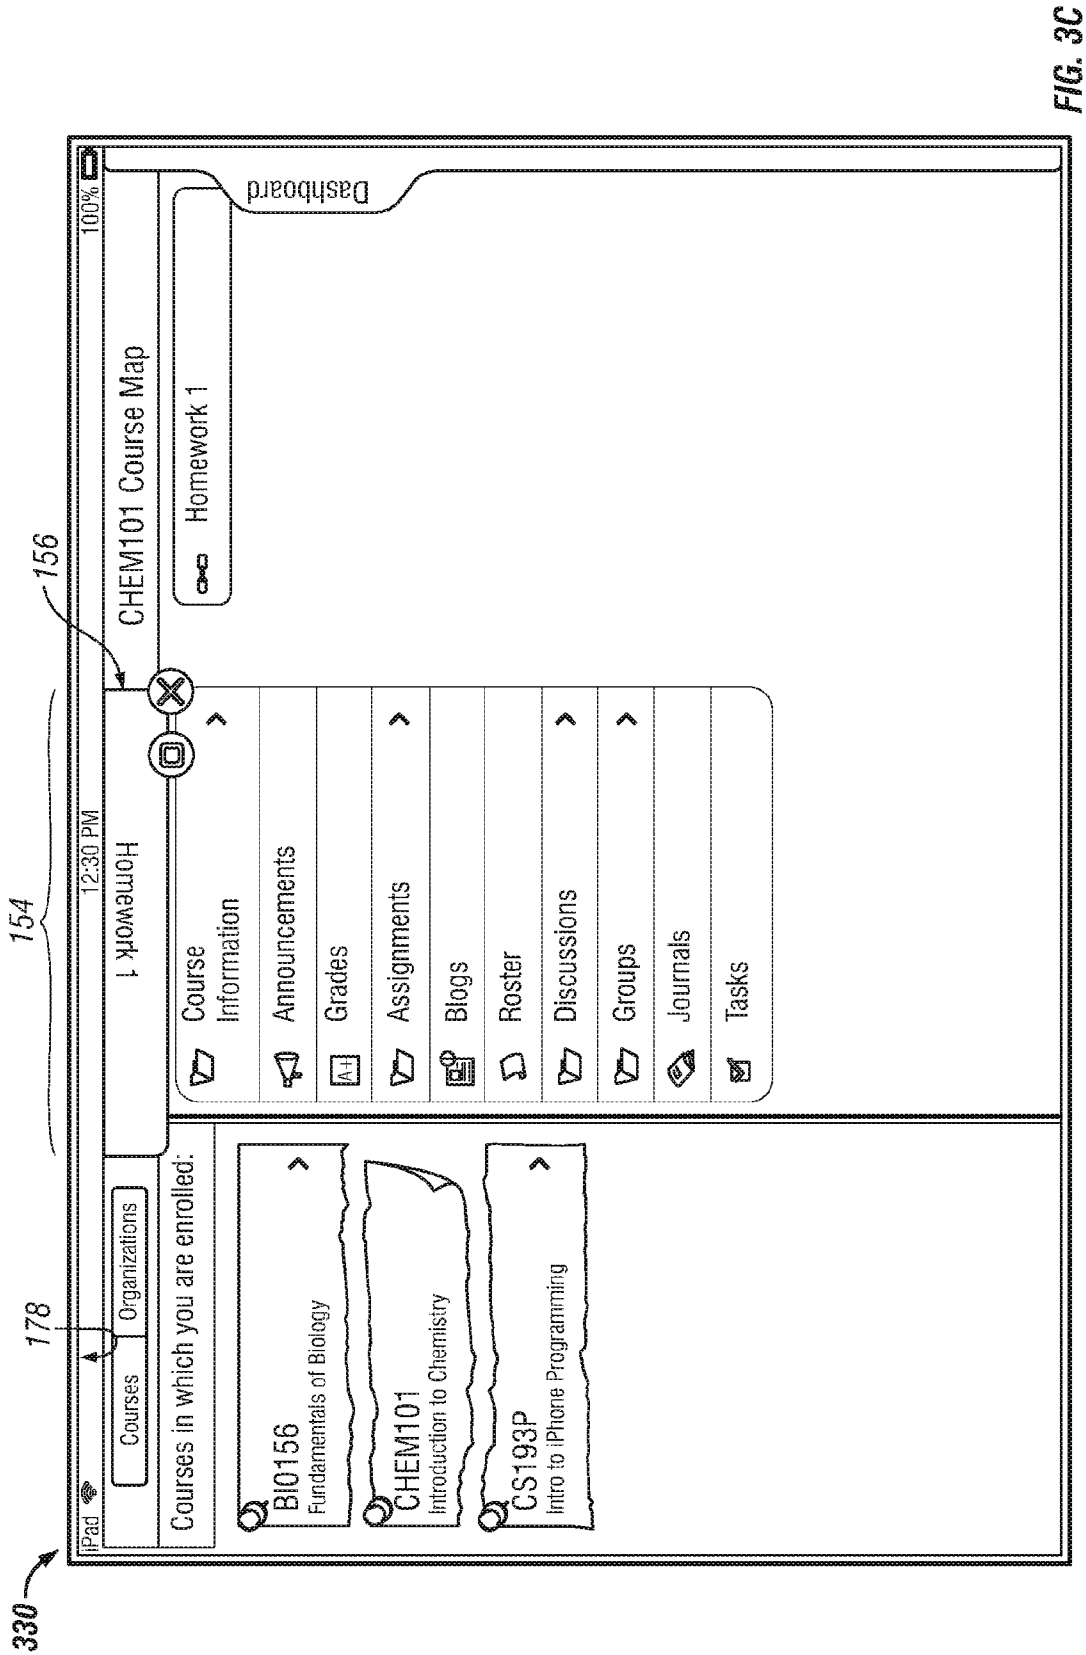 330
178
154
156
iPad
12:30 PM
100%
Courses
Organizations
Homework 1
CHEM101 Course Map
Courses in which you are enrolled:
BIO156
Fundamentals of Biology
CHEM101
Introduction to Chemistry
CS193P
Intro to iPhone Programming
Course
Information
Announcements
A+
Grades
Assignments
Blogs
Roster
Discussions
Groups
Journals
Tasks
Homework 1
Dashboard
FIG. 3C